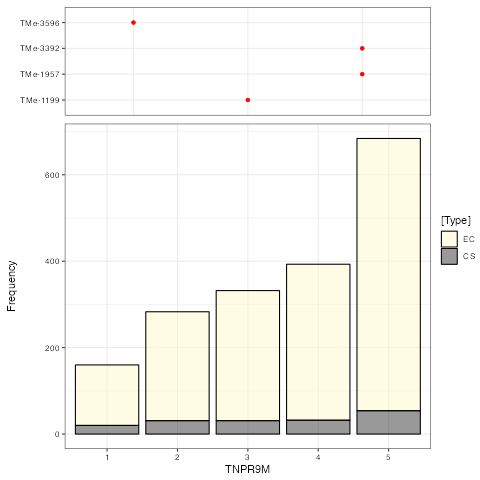 TMe-3596
TMe-3392
TMe-1957
TMe-1199
600
400
200
0
Frequency
1 2 3 4 5
TNPR9M
[Type]
EC
CS